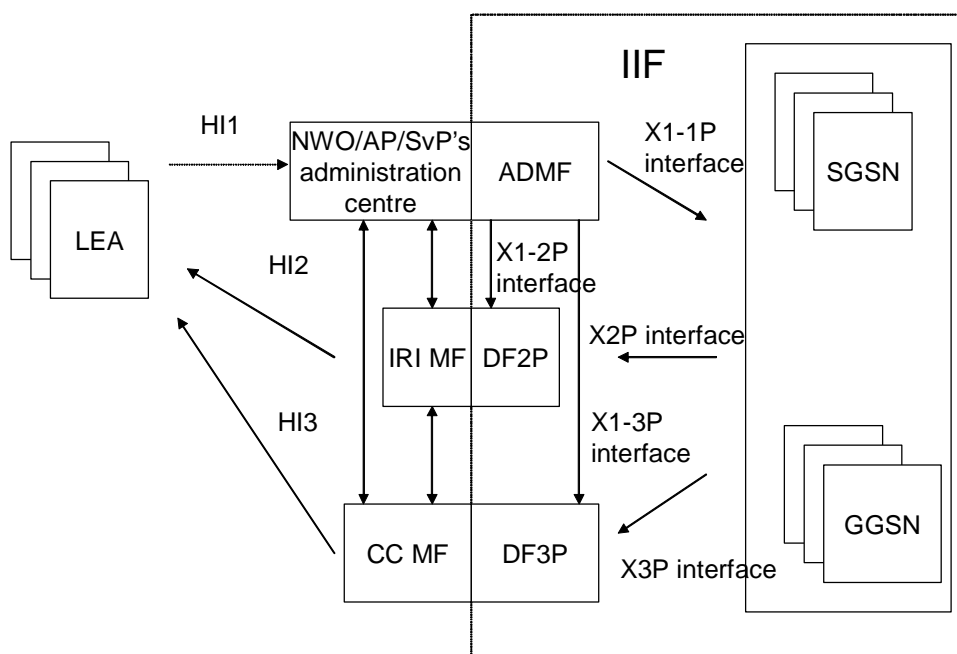 IIF
HI1
NWO/AP/SvP's
administration
centre
ADMF
X1-1P
interface
SGSN
LEA
HI2
X1-2P
interface
IRI MF
DF2P
X2P interface
HI3
X1-3P
interface
CC MF
DF3P
X3P interface
GGSN